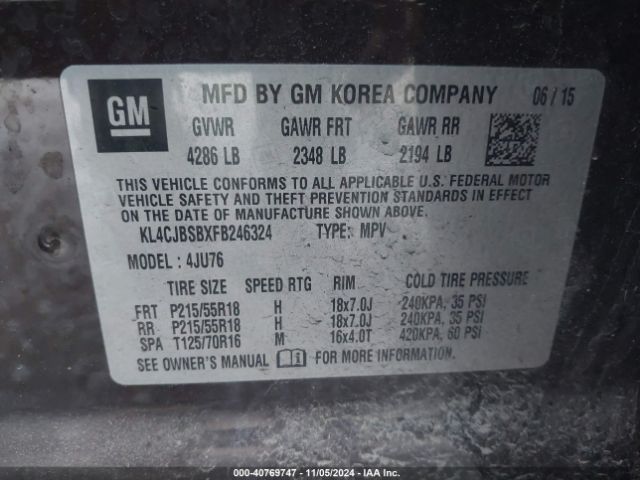 GM
MFD BY GM KOREA COMPANY 06 / 15
GVWR GAWR FRT GAWR RR
4286 LB 2348 LB 2194 LB
THIS VEHICLE CONFORMS TO ALL APPLICABLE U.S. FEDERAL MOTOR
VEHICLE SAFETY AND THEFT PREVENTION STANDARDS IN EFFECT
ON THE DATE OF MANUFACTURE SHOWN ABOVE.
KL4CJBSBXFB246324 TYPE: MPV
MODEL : 4JU76
TIRE SIZE SPEED RTG RIM COLD TIRE PRESSURE
FRT P215/55R18 H 18x7.0J 240KPA, 35 PSI
RR P215/55R18 H 18x7.0J 240KPA, 35 PSI
SPA T125/70R16 M 16x4.0T 420KPA, 60 PSI
SEE OWNER'S MANUAL FOR MORE INFORMATION.
000-40769747 - 11/05/2024 - IAA Inc.